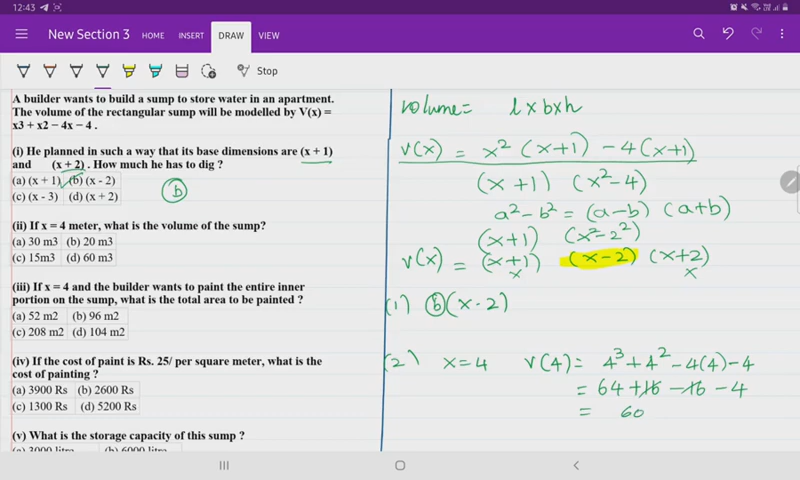 12:43
New Section 3 HOME INSERT DRAW VIEW
Stop
A builder wants to build a sump to store water in an apartment.
The volume of the rectangular sump will be modelled by V(x) =
x3 + x2 – 4x – 4 .
(i) He planned in such a way that its base dimensions are (x + 1)
and (x + 2) . How much he has to dig ?
(a) (x + 1) (b) (x - 2)
(c) (x - 3) (d) (x + 2)
(b)
(ii) If x = 4 meter, what is the volume of the sump?
(a) 30 m3 (b) 20 m3
(c) 15m3 (d) 60 m3
(iii) If x = 4 and the builder wants to paint the entire inner
portion on the sump, what is the total area to be painted ?
(a) 52 m2 (b) 96 m2
(c) 208 m2 (d) 104 m2
(iv) If the cost of paint is Rs. 25/ per square meter, what is the
cost of painting ?
(a) 3900 Rs (b) 2600 Rs
(c) 1300 Rs (d) 5200 Rs
(v) What is the storage capacity of this sump ?
(a) 3000 litre (b) 6000 litre
volume = l x b x h
v(x) = x² (x+1) - 4 (x+1)
(x+1) (x²-4)
a²-b² = (a-b) (a+b)
(x+1) (x²-2²)
v(x) = (x+1) (x-2) (x+2)
x x
(1) (b) (x-2)
(2) x=4 v(4) = 4³+4²-4(4)-4
= 64+16-16-4
= 60